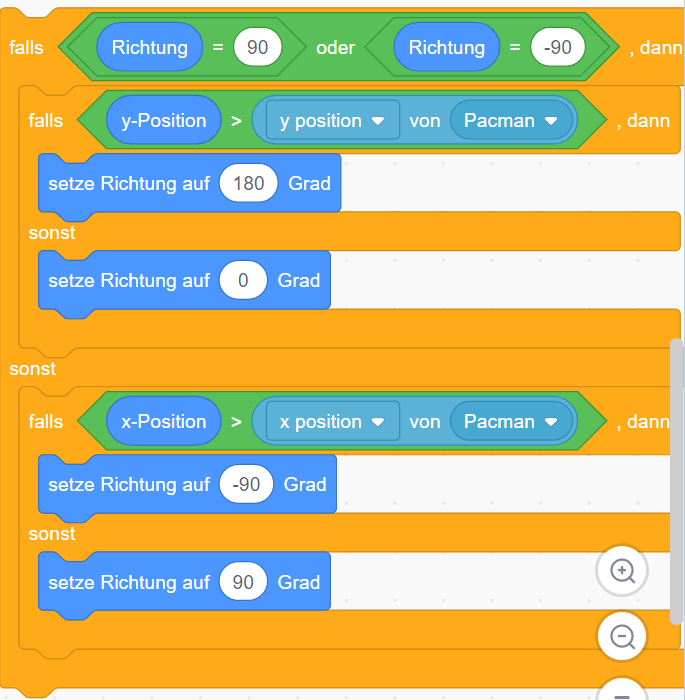 falls Richtung = 90 oder Richtung = -90 , dann
falls y-Position > y position von Pacman , dann
setze Richtung auf 180 Grad
sonst
setze Richtung auf 0 Grad
sonst
falls x-Position > x position von Pacman , dann
setze Richtung auf -90 Grad
sonst
setze Richtung auf 90 Grad